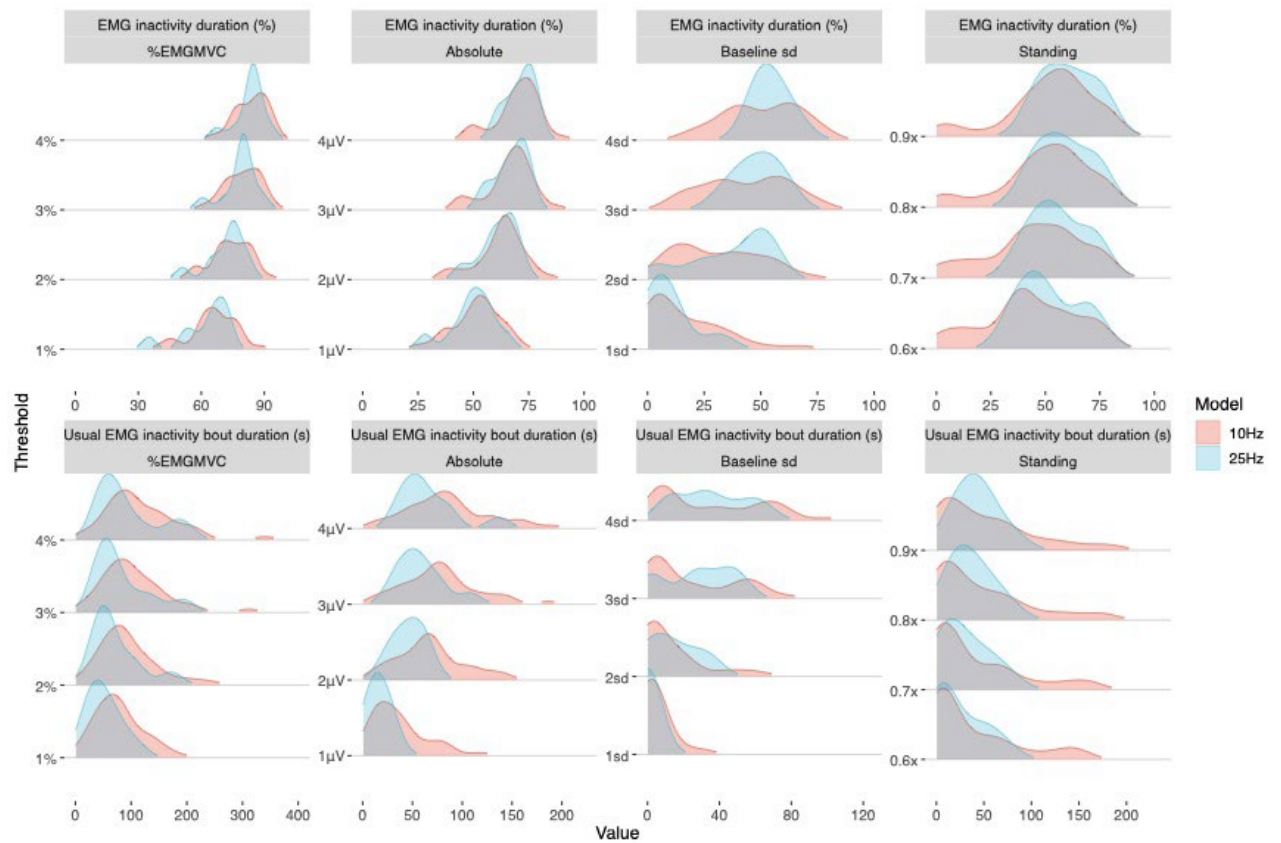 EMG inactivity duration (%) EMG inactivity duration (%) EMG inactivity duration (%) EMG inactivity duration (%)
%EMGMVC Absolute Baseline sd Standing
4% 4µV 4sd 0.9x
3% 3µV 3sd 0.8x
2% 2µV 2sd 0.7x
1% 1µV 1sd 0.6x
0 30 60 90 0 25 50 75 100 0 25 50 75 100 0 25 50 75 100
Usual EMG inactivity bout duration (s) Usual EMG inactivity bout duration (s) Usual EMG inactivity bout duration (s) Usual EMG inactivity bout duration (s)
%EMGMVC Absolute Baseline sd Standing
4% 4µV 4sd 0.9x
3% 3µV 3sd 0.8x
2% 2µV 2sd 0.7x
1% 1µV 1sd 0.6x
0 100 200 300 400 0 50 100 150 200 0 40 80 120 0 50 100 150 200
Threshold
Value
Model
10Hz
25Hz